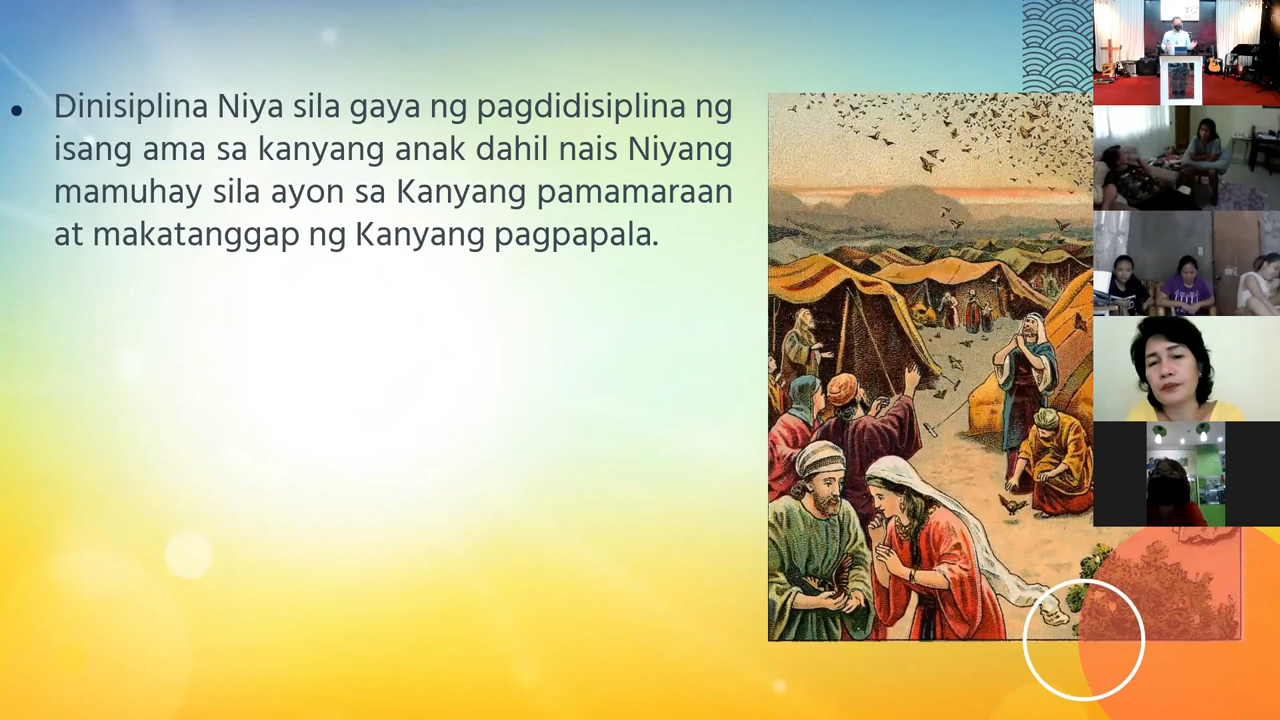 • Dinisiplina Niya sila gaya ng pagdidisiplina ng
isang ama sa kanyang anak dahil nais Niyang
mamuhay sila ayon sa Kanyang pamamaraan
at makatanggap ng Kanyang pagpapala.